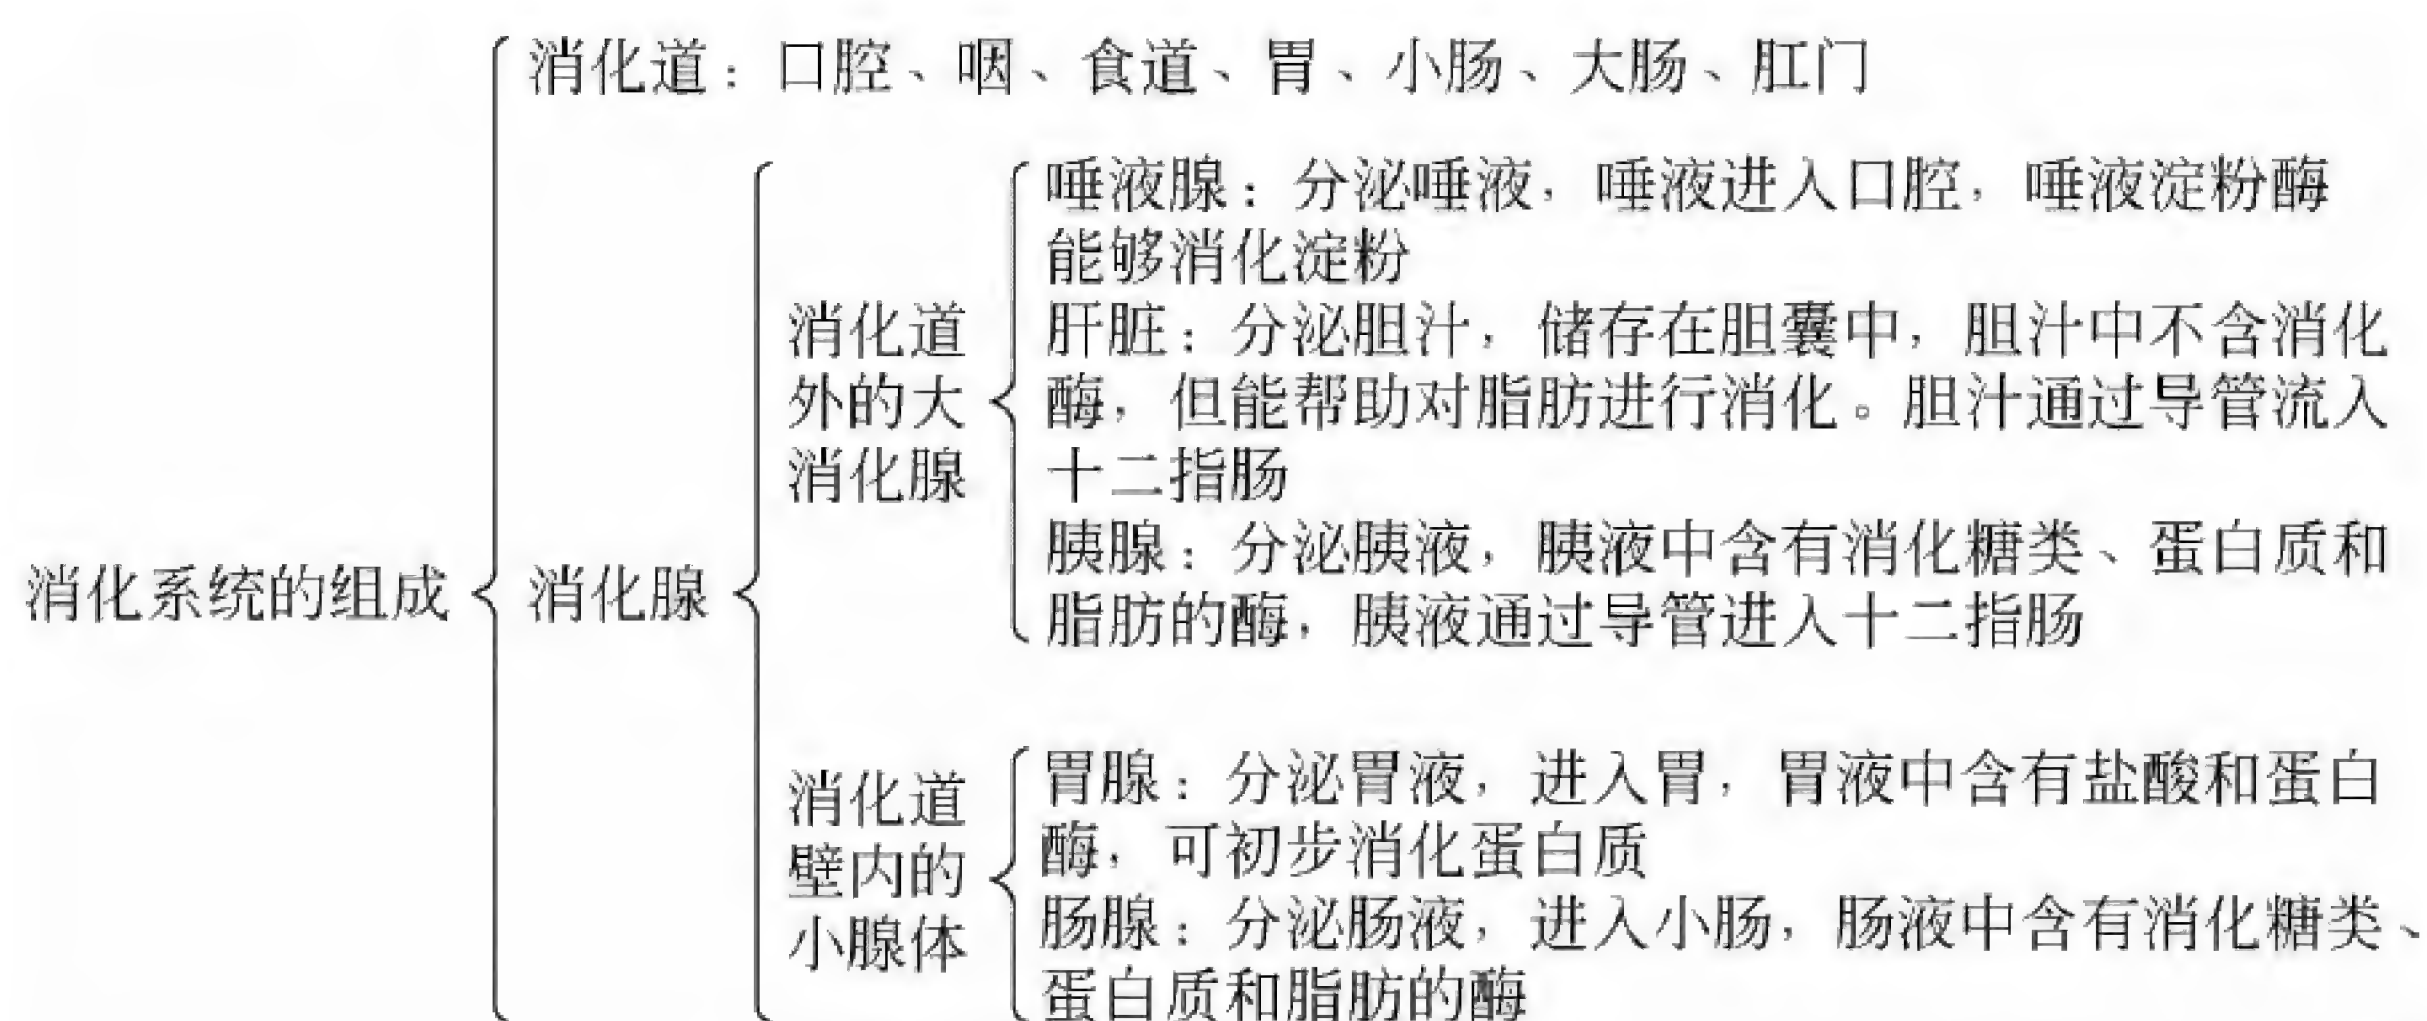 消化道：口腔、咽、食道、胃、小肠、大肠、肛门
唾液腺：分泌唾液，唾液进入口腔，唾液淀粉酶
能够消化淀粉
消化道
外的大
消化腺
肝脏：分泌胆汁，储存在胆囊中，胆汁中不含消化
酶，但能帮助对脂肪进行消化。胆汁通过导管流入
十二指肠
胰腺：分泌胰液，胰液中含有消化糖类、蛋白质和
脂肪的酶，胰液通过导管进入十二指肠
消化系统的组成
消化腺
消化道
壁内的
小腺体
胃腺：分泌胃液，进入胃，胃液中含有盐酸和蛋白
酶，可初步消化蛋白质
肠腺：分泌肠液，进入小肠，肠液中含有消化糖类、
蛋白质和脂肪的酶